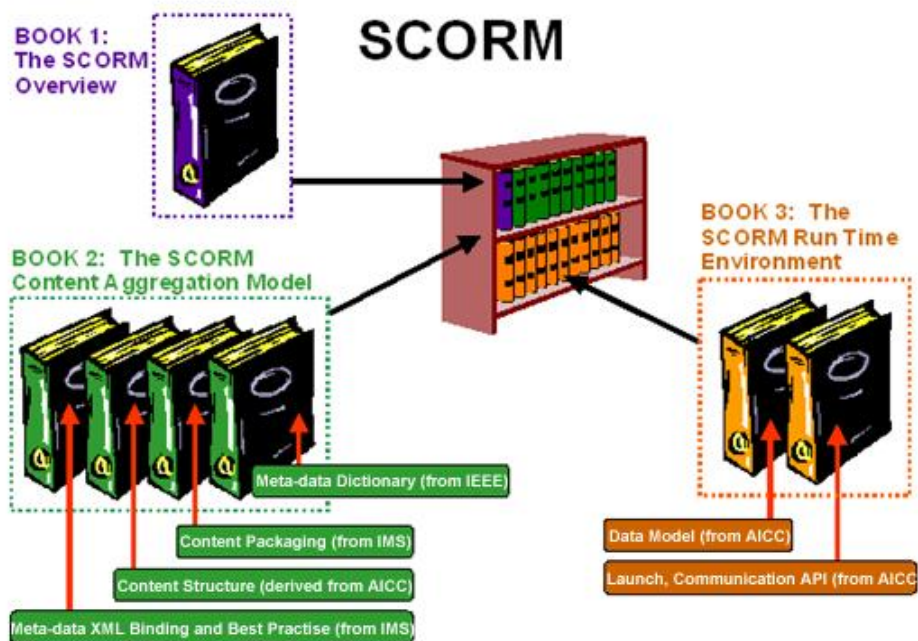 SCORM
BOOK 1:
The SCORM
Overview
BOOK 2: The SCORM
Content Aggregation Model
BOOK 3: The
SCORM Run Time
Environment
Meta-data Dictionary (from IEEE)
Content Packaging (from IMS)
Content Structure (derived from AICC)
Meta-data XML Binding and Best Practise (from IMS)
Data Model (from AICC)
Launch, Communication API (from AICC)